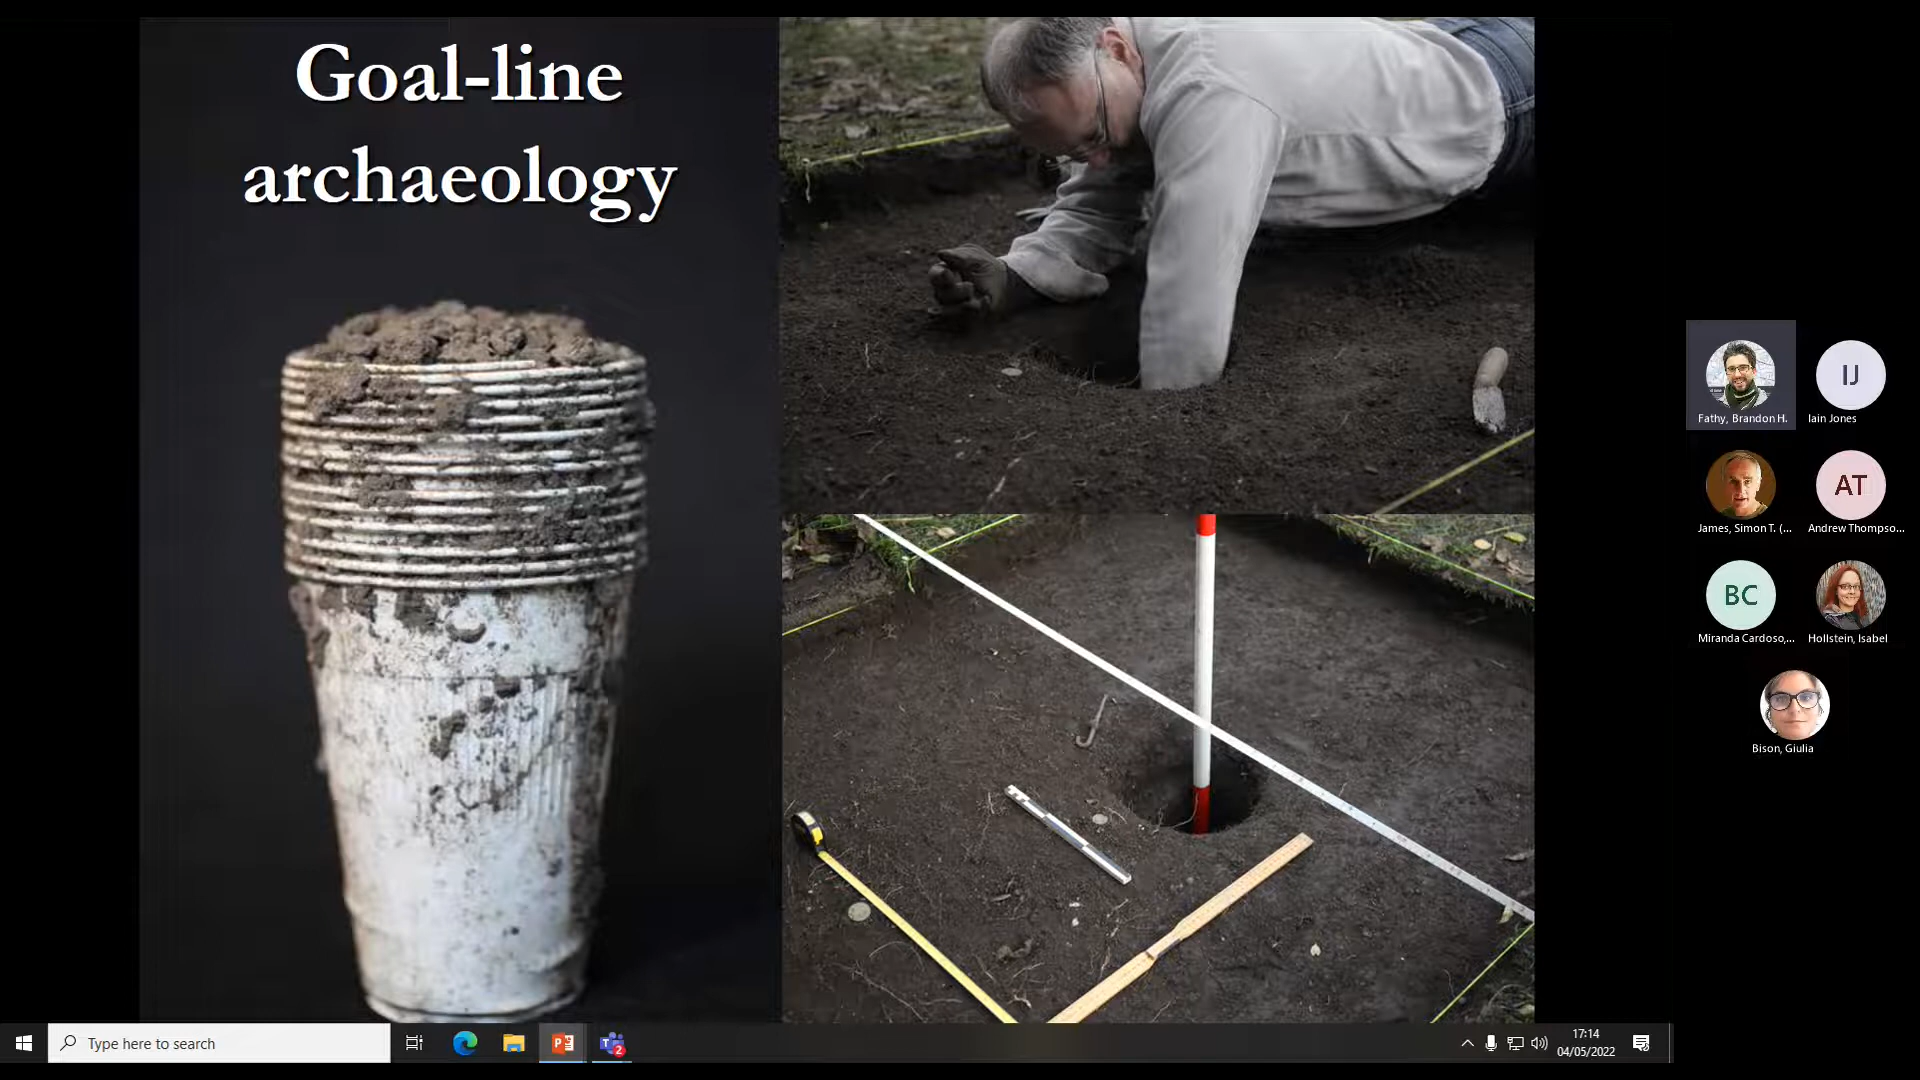 Goal-line
archaeology
Fathy, Brandon H.
IJ
Iain Jones
James, Simon T. (...
AT
Andrew Thompso...
BC
Miranda Cardoso,...
Hollstein, Isabel
Bison, Giulia
Type here to search
2
17:14
04/05/2022